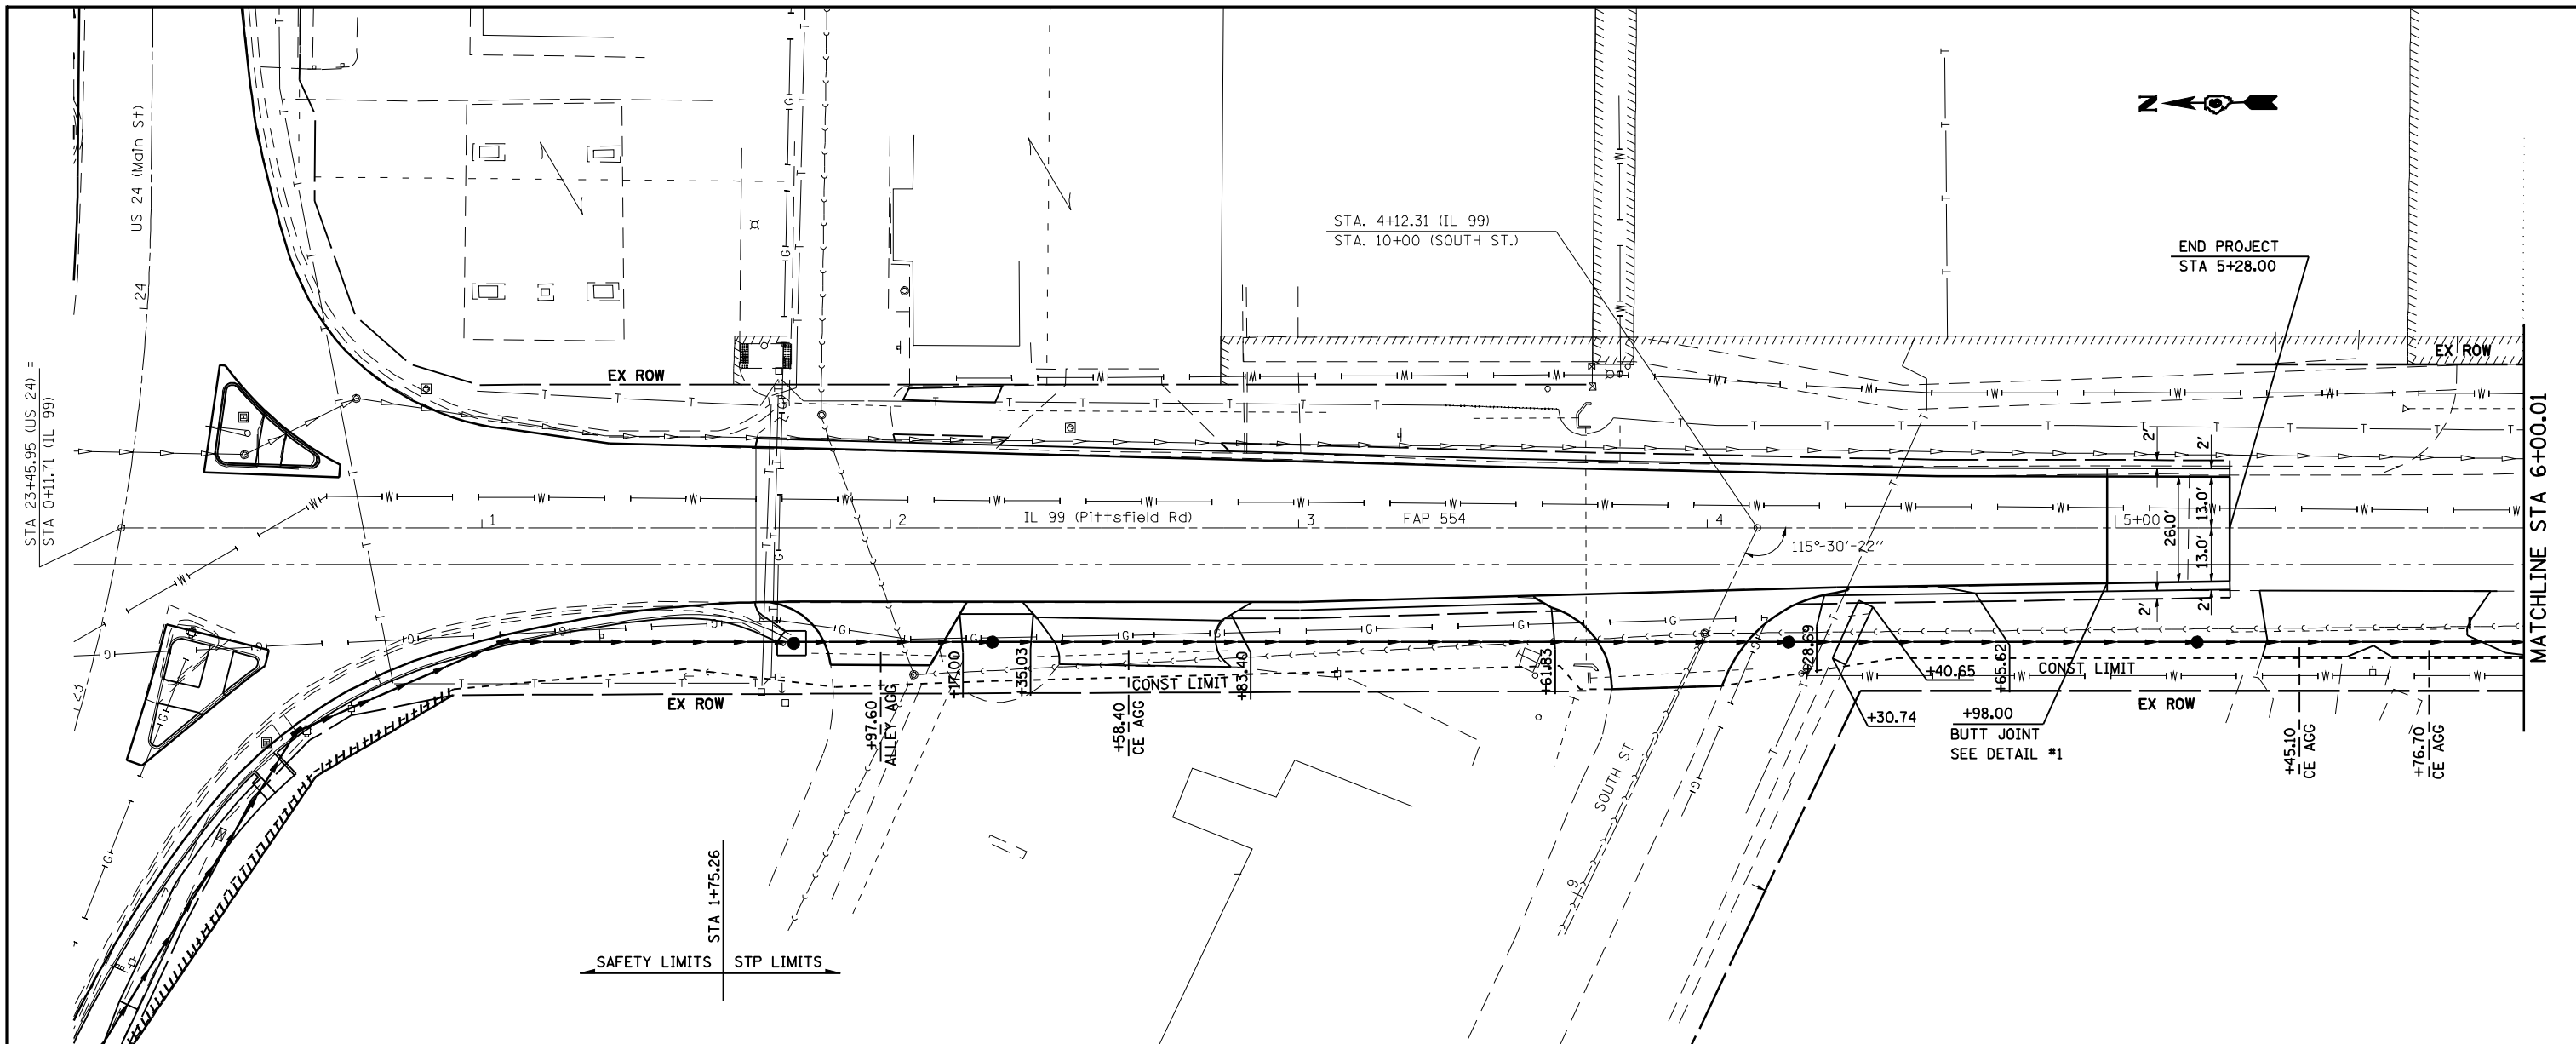 N
US 24 (Main St)
24
STA 23+45.95 (US 24) =
STA 0+11.71 (IL 99)
23
EX ROW
STA. 4+12.31 (IL 99)
STA. 10+00 (SOUTH ST.)
END PROJECT
STA 5+28.00
EX ROW
MATCHLINE STA 6+00.01
1
2
IL 99 (Pittsfield Rd)
3
FAP 554
4
5+00
115°-30'-22''
2'
2'
13.0'
26.0'
13.0'
2'
2'
EX ROW
+97.60
ALLEY AGG
+17.00
+35.03
+58.40
CE AGG
CONST LIMIT
+83.40
+61.83
+28.69
+40.65
+65.62
CONST LIMIT
+30.74
+98.00
BUTT JOINT
SEE DETAIL #1
EX ROW
+45.10
CE AGG
+76.70
CE AGG
SOUTH ST
9
STA 1+75.26
SAFETY LIMITS
STP LIMITS